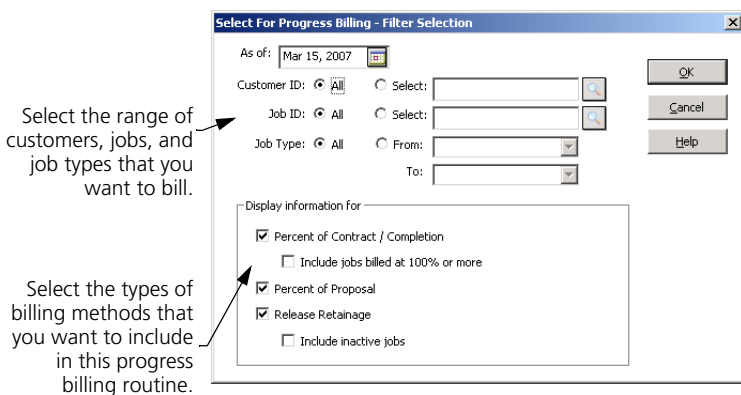 Select For Progress Billing - Filter Selection
As of: Mar 15, 2007
Customer ID: All Select:
Job ID: All Select:
Job Type: All From:
To:
OK
Cancel
Help
Select the range of
customers, jobs, and
job types that you
want to bill.
Display information for
Percent of Contract / Completion
Include jobs billed at 100% or more
Percent of Proposal
Release Retainage
Include inactive jobs
Select the types of
billing methods that
you want to include
in this progress
billing routine.